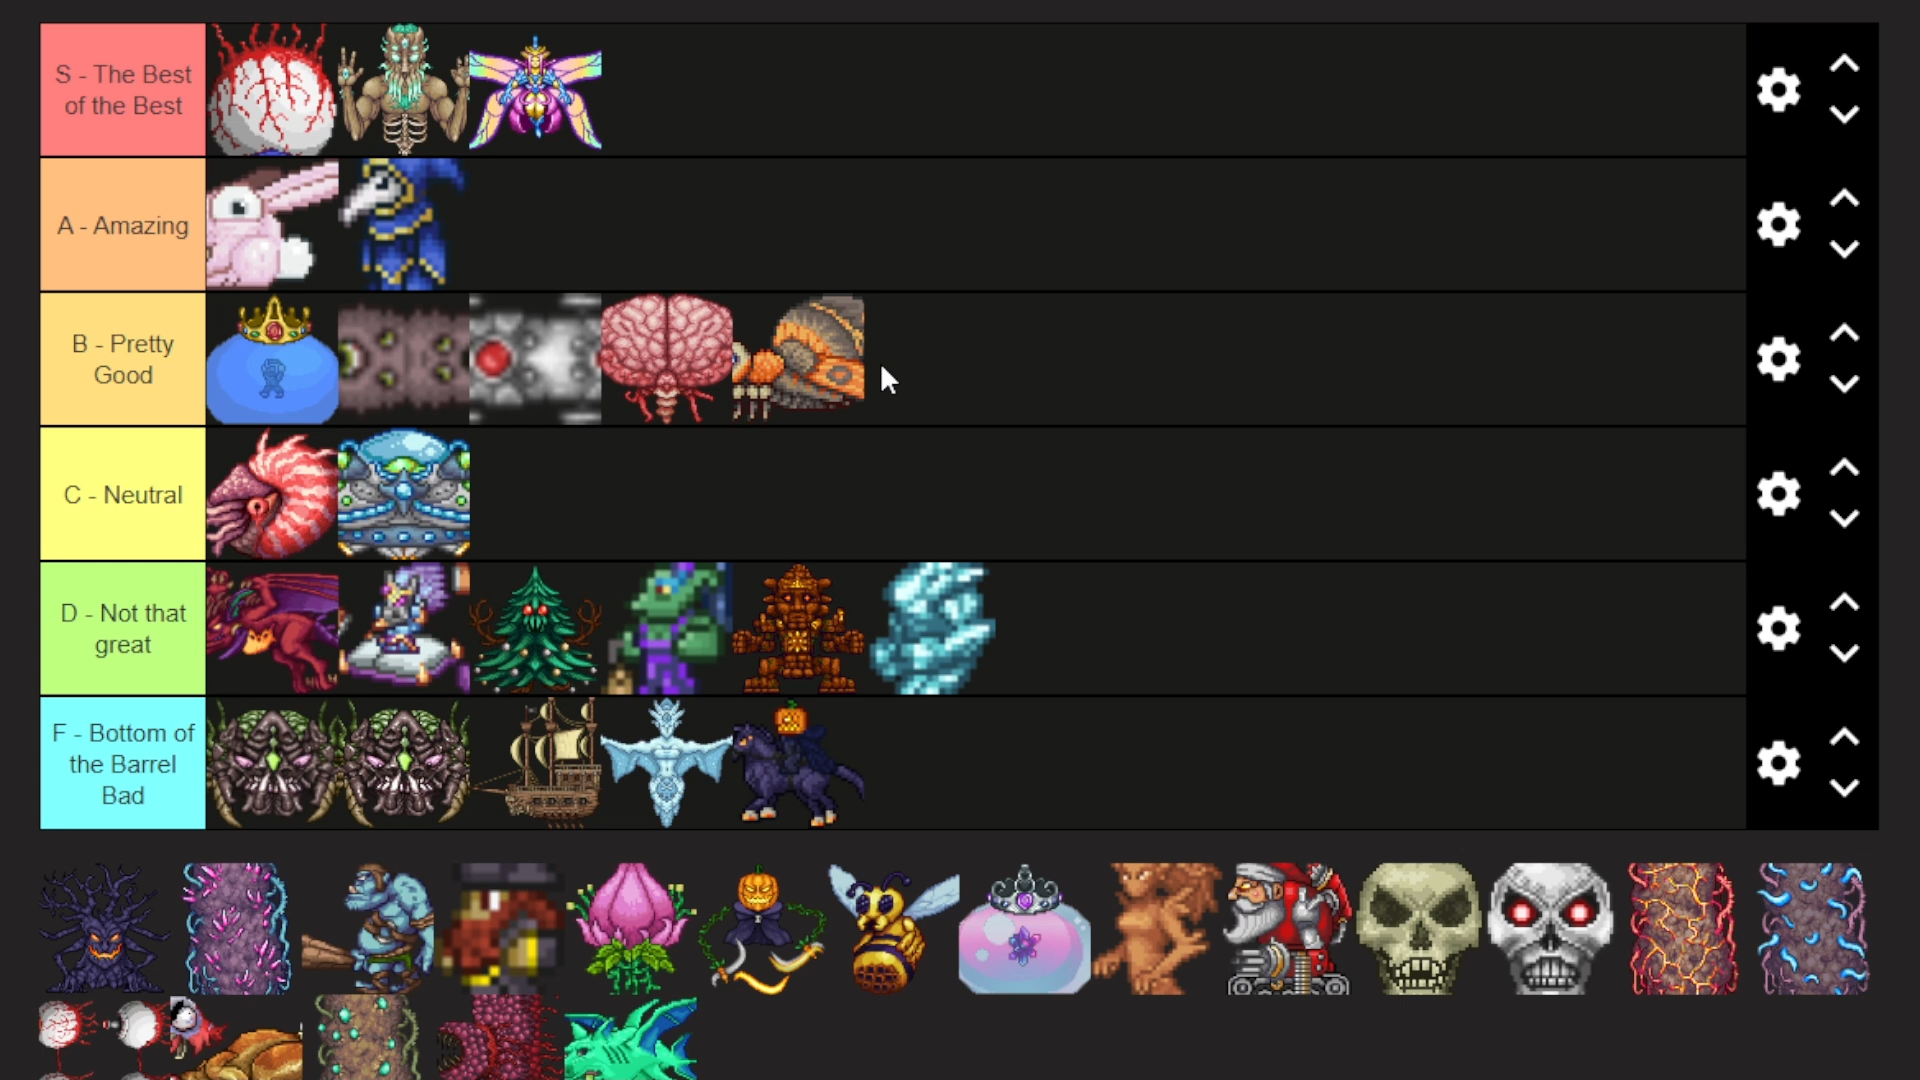 S - The Best
of the Best
A - Amazing
B - Pretty
Good
C - Neutral
D - Not that
great
F - Bottom of
the Barrel
Bad